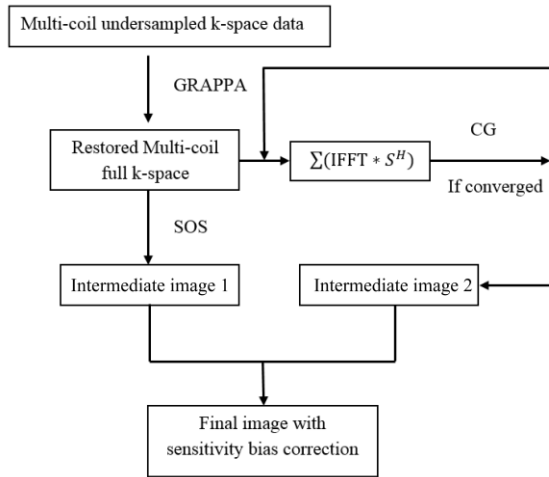 Multi-coil undersampled k-space data
GRAPPA
CG
Restored Multi-coil
full k-space
∑(IFFT * S^H)
If converged
SOS
Intermediate image 1
Intermediate image 2
Final image with
sensitivity bias correction